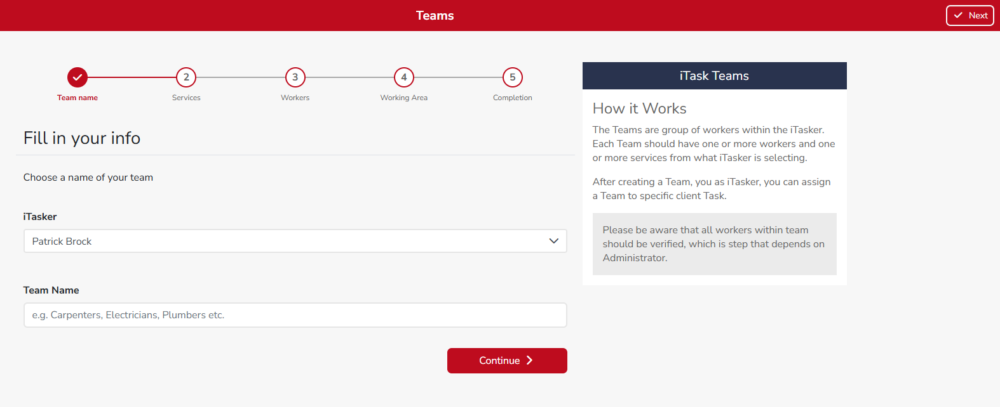 Teams
Next
2
3
4
5
Team name
Services
Workers
Working Area
Completion
Fill in your info
Choose a name of your team
iTasker
Patrick Brock
Team Name
e.g. Carpenters, Electricians, Plumbers etc.
Continue
iTask Teams
How it Works
The Teams are group of workers within the iTasker.
Each Team should have one or more workers and one
or more services from what iTasker is selecting.
After creating a Team, you as iTasker, you can assign
a Team to specific client Task.
Please be aware that all workers within team
should be verified, which is step that depends on
Administrator.